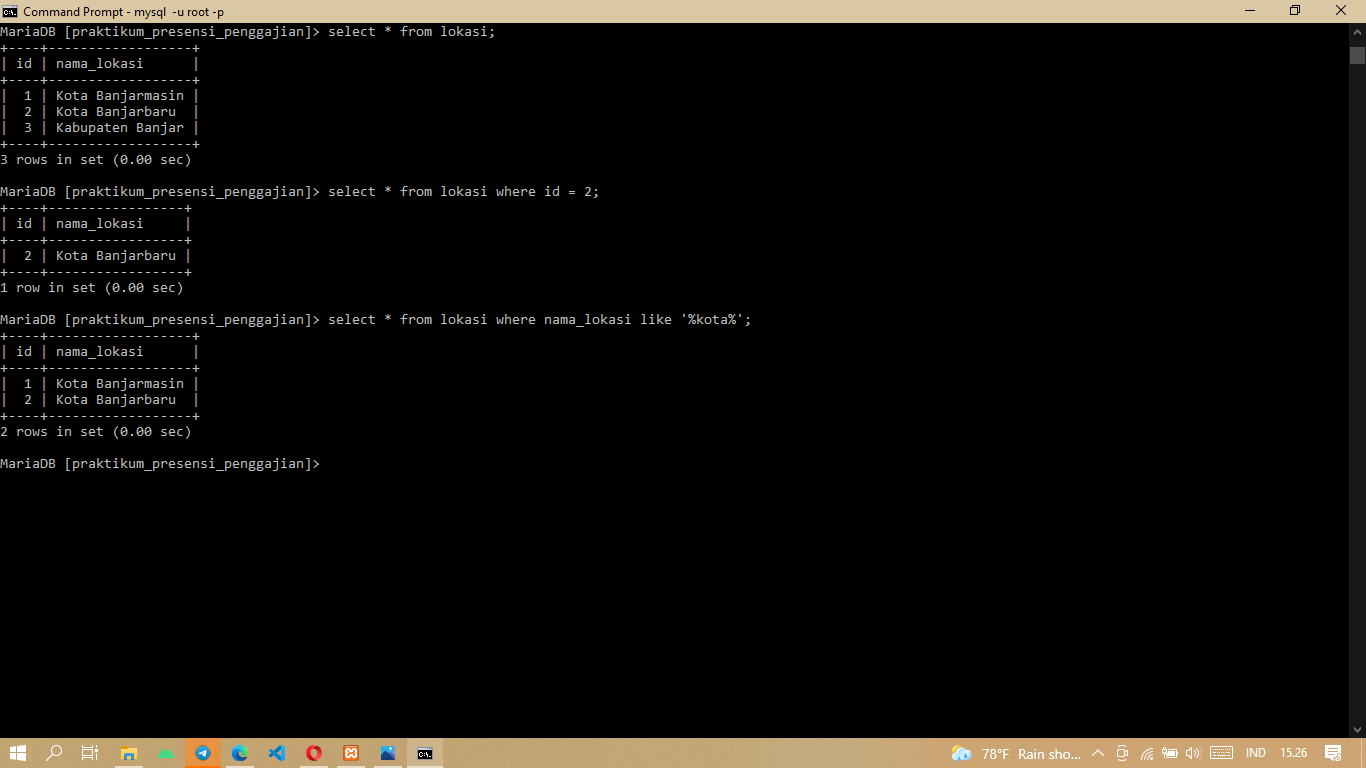 Command Prompt - mysql  -u root -p
MariaDB [praktikum_presensi_penggajian]> select * from lokasi;
+----+------------------+
| id | nama_lokasi      |
+----+------------------+
|  1 | Kota Banjarmasin |
|  2 | Kota Banjarbaru  |
|  3 | Kabupaten Banjar |
+----+------------------+
3 rows in set (0.00 sec)
MariaDB [praktikum_presensi_penggajian]> select * from lokasi where id = 2;
+----+-----------------+
| id | nama_lokasi     |
+----+-----------------+
|  2 | Kota Banjarbaru |
+----+-----------------+
1 row in set (0.00 sec)
MariaDB [praktikum_presensi_penggajian]> select * from lokasi where nama_lokasi like '%kota%';
+----+------------------+
| id | nama_lokasi      |
+----+------------------+
|  1 | Kota Banjarmasin |
|  2 | Kota Banjarbaru  |
+----+------------------+
2 rows in set (0.00 sec)
MariaDB [praktikum_presensi_penggajian]>
78°F Rain sho... IND 15.26